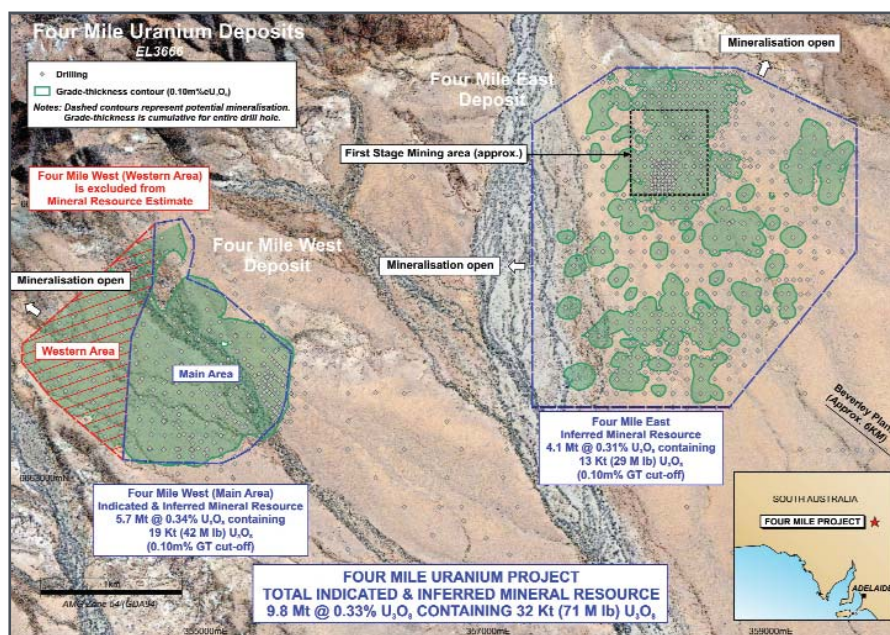 Four Mile Uranium Deposits
EL3666
Drilling
Grade-thickness contour (0.10m%eU₃O₈)
Notes: Dashed contours represent potential mineralisation.
Grade-thickness is cumulative for entire drill hole.
Four Mile East
Deposit
Mineralisation open
First Stage Mining area (approx.)
Four Mile West (Western Area)
is excluded from
Mineral Resource Estimate
Four Mile West
Deposit
Mineralisation open
Mineralisation open
Western Area
Main Area
Beverley Plant
(Approx. 6KM)
Four Mile East
Inferred Mineral Resource
4.1 Mt @ 0.31% U₃O₈ containing
13 Kt (29 M lb) U₃O₈
(0.10m% GT cut-off)
Four Mile West (Main Area)
Indicated & Inferred Mineral Resource
5.7 Mt @ 0.34% U₃O₈ containing
19 Kt (42 M lb) U₃O₈
(0.10m% GT cut-off)
SOUTH AUSTRALIA
FOUR MILE PROJECT
ADELAIDE
1km
AMG Zone 54 (GDA94)
FOUR MILE URANIUM PROJECT
TOTAL INDICATED & INFERRED MINERAL RESOURCE
9.8 Mt @ 0.33% U₃O₈ CONTAINING 32 Kt (71 M lb) U₃O₈
355000mE
357000mE
359000mE